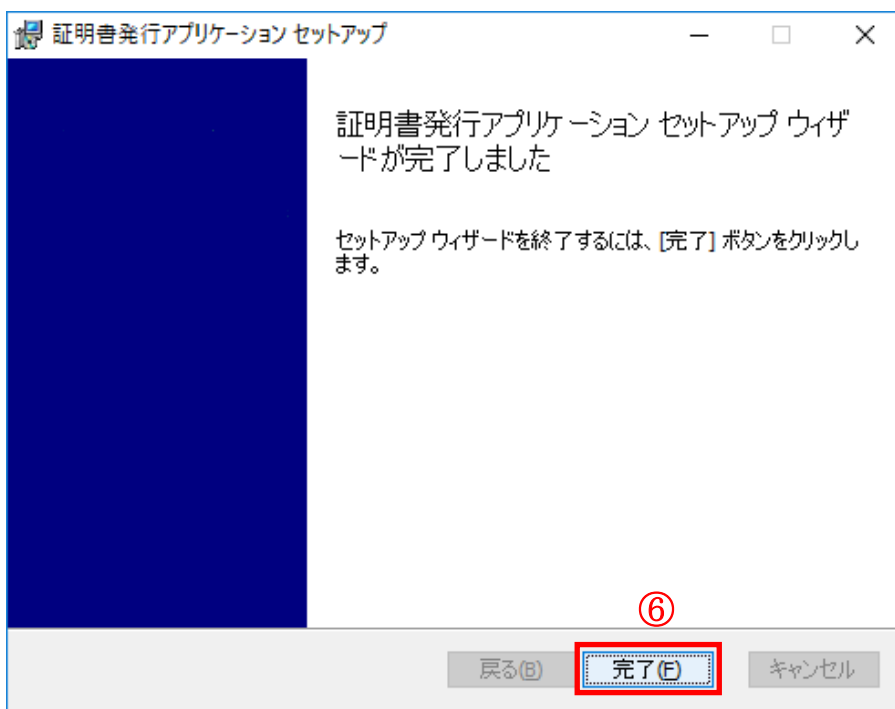 証明書発行アプリケーション セットアップ
証明書発行アプリケーション セットアップ ウィザ
ードが完了しました
セットアップ ウィザードを終了するには、[完了] ボタンをクリックし
ます。
⑥
戻る(B) 完了(F) キャンセル